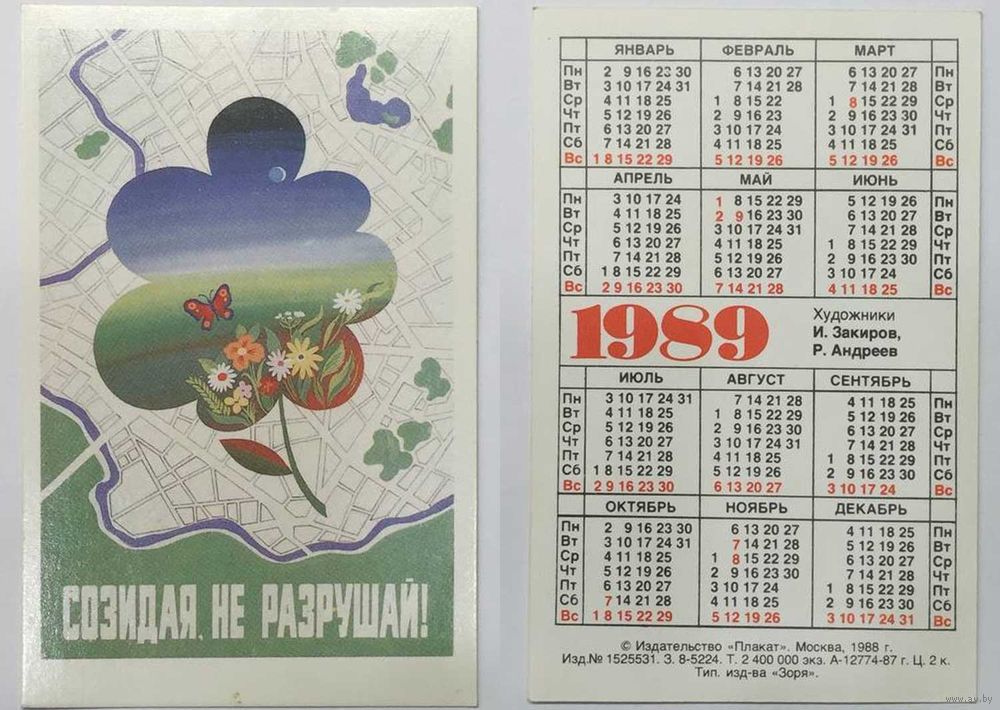 СОЗИДАЯ, НЕ РАЗРУШАЙ!
ЯНВАРЬ ФЕВРАЛЬ МАРТ
Пн 2 9 16 23 30 6 13 20 27 6 13 20 27 Пн
Вт 3 10 17 24 31 7 14 21 28 7 14 21 28 Вт
Ср 4 11 18 25 1 8 15 22 1 8 15 22 29 Ср
Чт 5 12 19 26 2 9 16 23 2 9 16 23 30 Чт
Пт 6 13 20 27 3 10 17 24 3 10 17 24 31 Пт
Сб 7 14 21 28 4 11 18 25 4 11 18 25 Сб
Вс 1 8 15 22 29 5 12 19 26 5 12 19 26 Вс
АПРЕЛЬ МАЙ ИЮНЬ
Пн 3 10 17 24 1 8 15 22 29 5 12 19 26 Пн
Вт 4 11 18 25 2 9 16 23 30 6 13 20 27 Вт
Ср 5 12 19 26 3 10 17 24 31 7 14 21 28 Ср
Чт 6 13 20 27 4 11 18 25 1 8 15 22 29 Чт
Пт 7 14 21 28 5 12 19 26 2 9 16 23 30 Пт
Сб 1 8 15 22 29 6 13 20 27 3 10 17 24 Сб
Вс 2 9 16 23 30 7 14 21 28 4 11 18 25 Вс
1989
Художники
И. Закиров,
Р. Андреев
ИЮЛЬ АВГУСТ СЕНТЯБРЬ
Пн 3 10 17 24 31 7 14 21 28 4 11 18 25 Пн
Вт 4 11 18 25 1 8 15 22 29 5 12 19 26 Вт
Ср 5 12 19 26 2 9 16 23 30 6 13 20 27 Ср
Чт 6 13 20 27 3 10 17 24 31 7 14 21 28 Чт
Пт 7 14 21 28 4 11 18 25 1 8 15 22 29 Пт
Сб 1 8 15 22 29 5 12 19 26 2 9 16 23 30 Сб
Вс 2 9 16 23 30 6 13 20 27 3 10 17 24 Вс
ОКТЯБРЬ НОЯБРЬ ДЕКАБРЬ
Пн 2 9 16 23 30 6 13 20 27 4 11 18 25 Пн
Вт 3 10 17 24 31 7 14 21 28 5 12 19 26 Вт
Ср 4 11 18 25 1 8 15 22 29 6 13 20 27 Ср
Чт 5 12 19 26 2 9 16 23 30 7 14 21 28 Чт
Пт 6 13 20 27 3 10 17 24 1 8 15 22 29 Пт
Сб 7 14 21 28 4 11 18 25 2 9 16 23 30 Сб
Вс 1 8 15 22 29 5 12 19 26 3 10 17 24 31 Вс
© Издательство «Плакат». Москва, 1988 г.
Изд.№ 1525531. З. 8-5224. Т. 2 400 000 экз. А-12774-87 г. Ц. 2 к.
Тип. изд-ва «Зоря».
www.ay.by